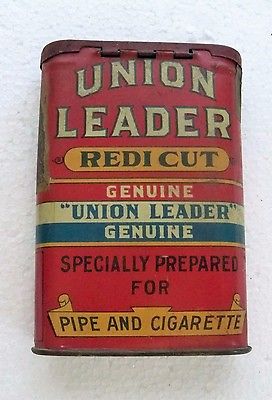 UNION
LEADER
REDI CUT
GENUINE
"UNION LEADER"
GENUINE
SPECIALLY PREPARED
FOR
PIPE AND CIGARETTE